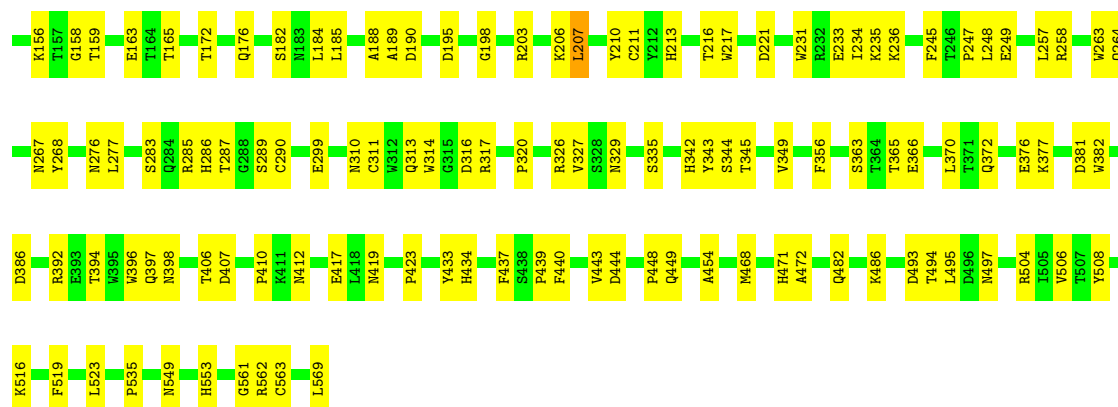 K156 T157 G158 T159 E163 T164 T165 T172 Q176 S182 N183 L184 L185 A188 A189 D190 D195 G198 R203 K206 L207 Y210 C211 Y212 H213 T216 W217 D221 W231 R232 E233 I234 K235 K236 F245 T246 P247 L248 E249 L257 R258 W263 Q264
N267 Y268 N276 L277 S283 Q284 R285 H286 T287 G288 S289 C290 E299 N310 C311 W312 Q313 W314 G315 D316 R317 P320 R326 V327 S328 N329 S335 H342 Y343 S344 T345 V349 F356 S363 T364 T365 E366 L370 T371 Q372 E376 K377 D381 W382
D386 R392 E393 T394 W395 W396 Q397 N398 T406 D407 P410 K411 N412 E417 L418 N419 P423 Y433 H434 F437 S438 P439 F440 V443 D444 P448 Q449 A454 M468 H471 A472 Q482 K486 D493 T494 L495 D496 N497 R504 I505 V506 T507 Y508
K516 F519 L523 P535 N549 H553 G561 R562 C563 L569